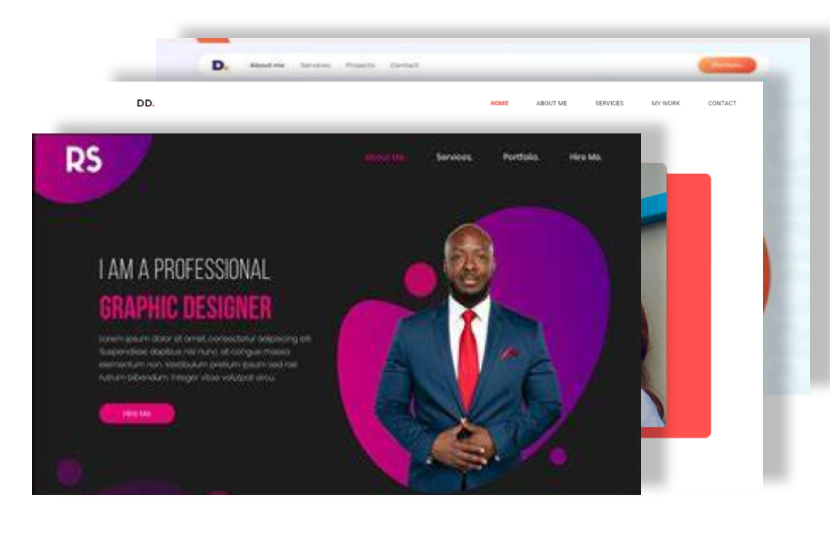 D.
About me Services Projects Contact
Portfolio
DD.
HOME ABOUT ME SERVICES MY WORK CONTACT
RS
About Me. Services. Portfolio. Hire Me.
I AM A PROFESSIONAL
GRAPHIC DESIGNER
Lorem ipsum dolor sit amet, consectetur adipiscing elit.
Suspendisse dapibus nisi nunc, at congue massa
elementum non. Vestibulum pretium ipsum sed nisi
rutrum bibendum. Integer vitae volutpat arcu.
Hire Me